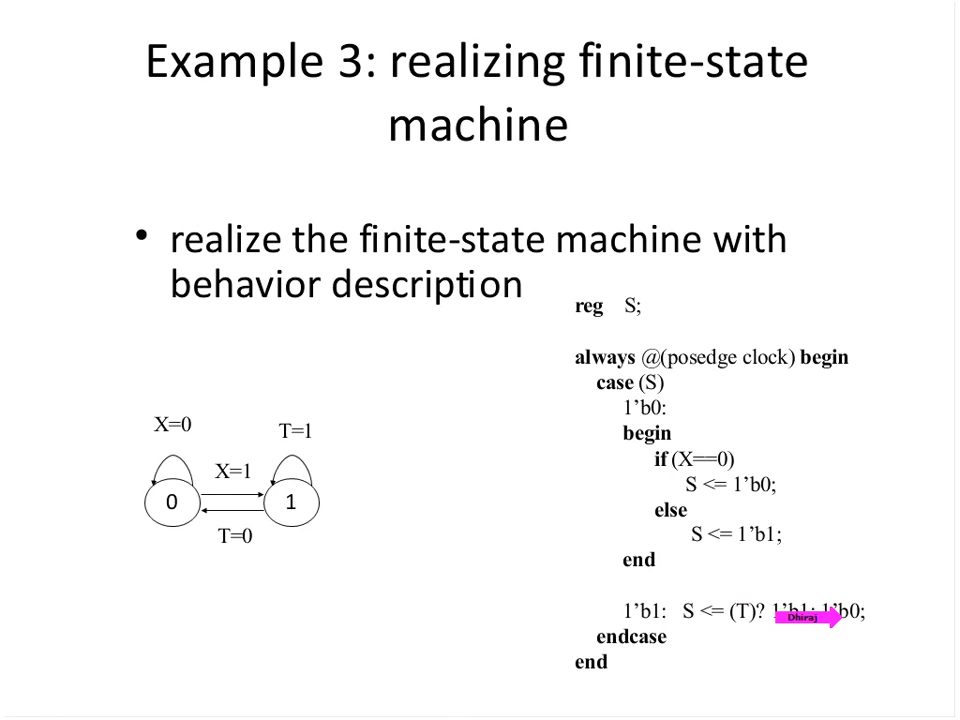 Example 3: realizing finite-state
machine
• realize the finite-state machine with
behavior description
reg S;
always @(posedge clock) begin
case (S)
1’b0:
begin
if (X==0)
S <= 1’b0;
else
S <= 1’b1;
end
1’b1: S <= (T)? 1’b1: 1’b0;
endcase
end
Dhiraj
X=0
T=1
X=1
0
1
T=0